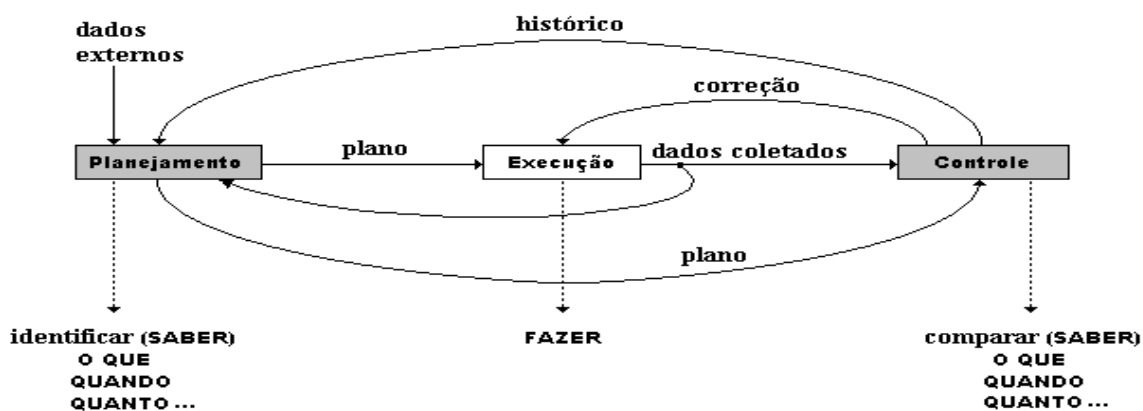 histórico
dados
externos
correção
Planejamento
plano
Execução
dados coletados
Controle
plano
identificar (SABER)
O QUE
QUANDO
QUANTO ...
FAZER
comparar (SABER)
O QUE
QUANDO
QUANTO ...